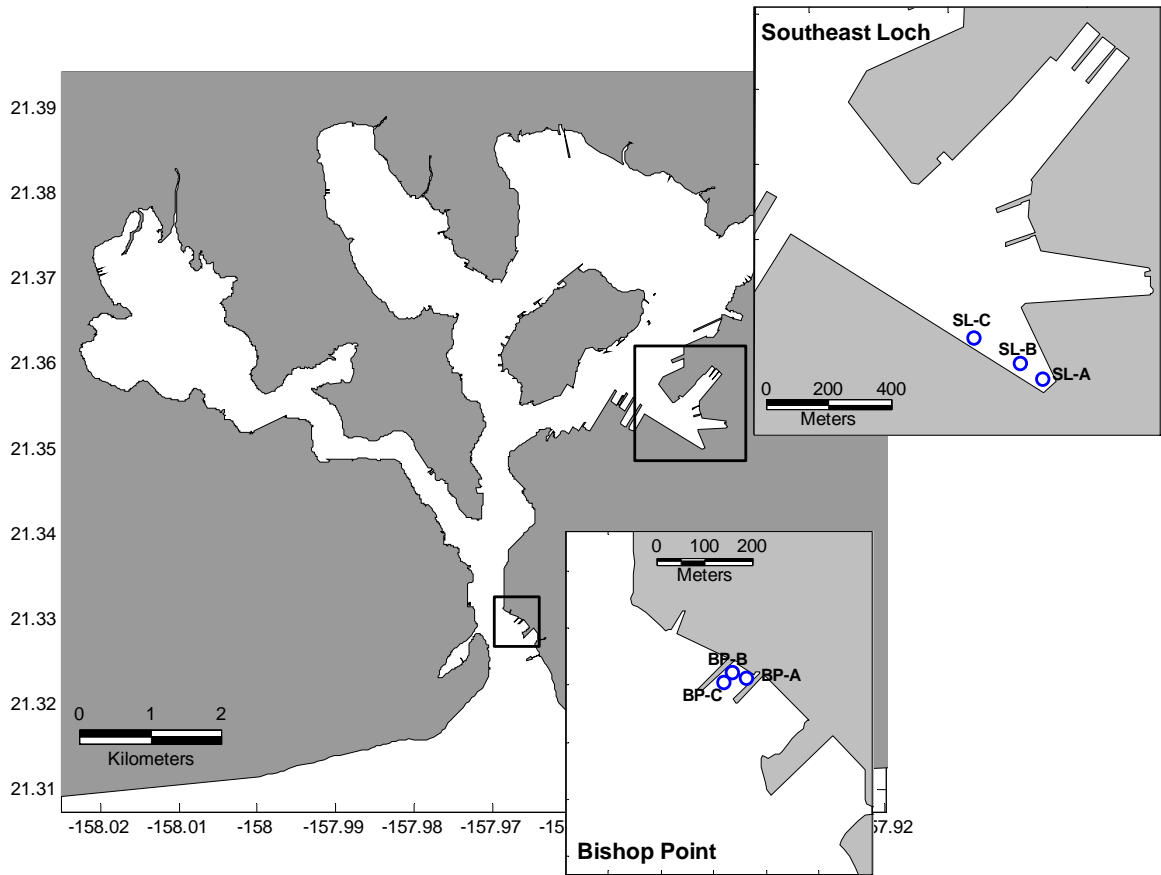 Southeast Loch
SL-C
SL-B
SL-A
0 200 400
Meters
21.39
21.38
21.37
21.36
21.35
21.34
21.33
21.32
21.31
0 1 2
Kilometers
0 100 200
Meters
BP-B
BP-A
BP-C
Bishop Point
-158.02 -158.01 -158 -157.99 -157.98 -157.97 -15 7.92